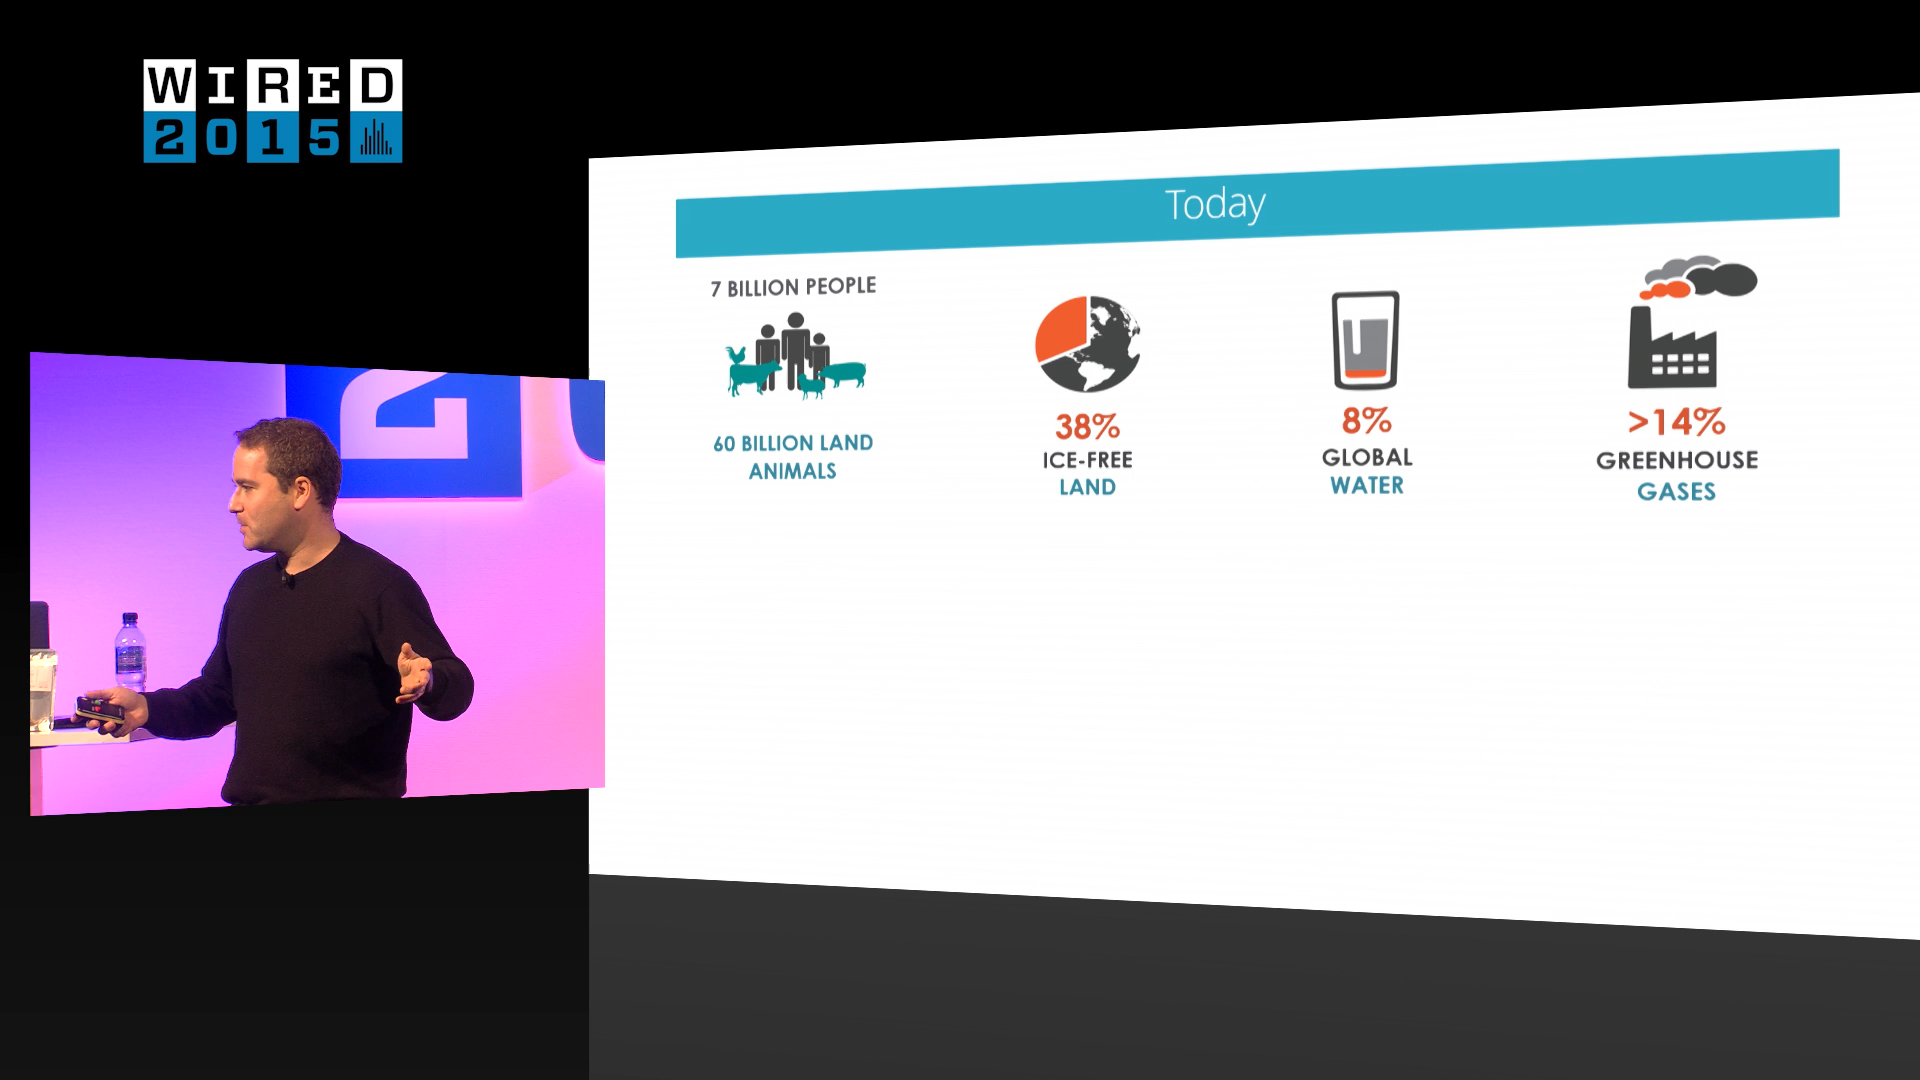 WIRED
2015
Today
7 BILLION PEOPLE
60 BILLION LAND
ANIMALS
38%
ICE-FREE
LAND
8%
GLOBAL
WATER
>14%
GREENHOUSE
GASES
2